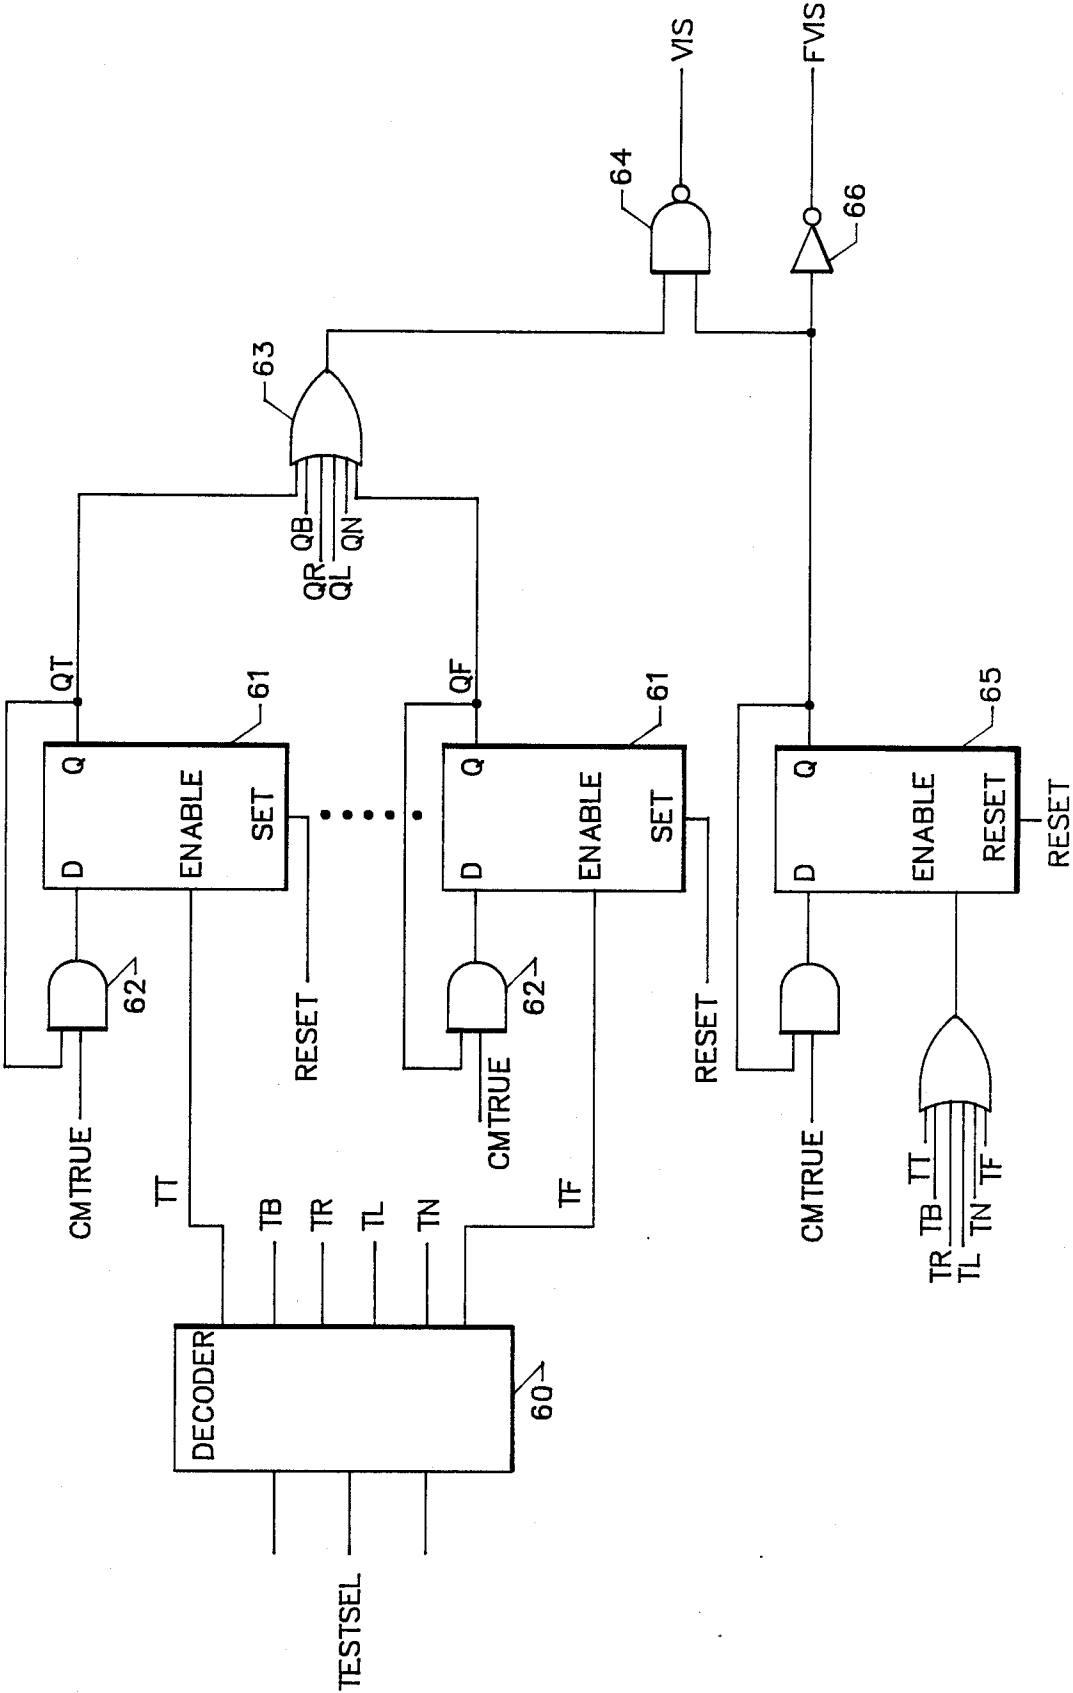 TESTSEL
DECODER
60
TT
TB
TR
TL
TN
TF
CMTRUE
62
D
Q
ENABLE
SET
61
QT
RESET
CMTRUE
62
D
Q
ENABLE
SET
61
QF
RESET
QB
QR
QL
QN
63
64
VIS
CMTRUE
D
Q
ENABLE
RESET
65
RESET
TT
TB
TR
TL
TN
TF
66
FVIS